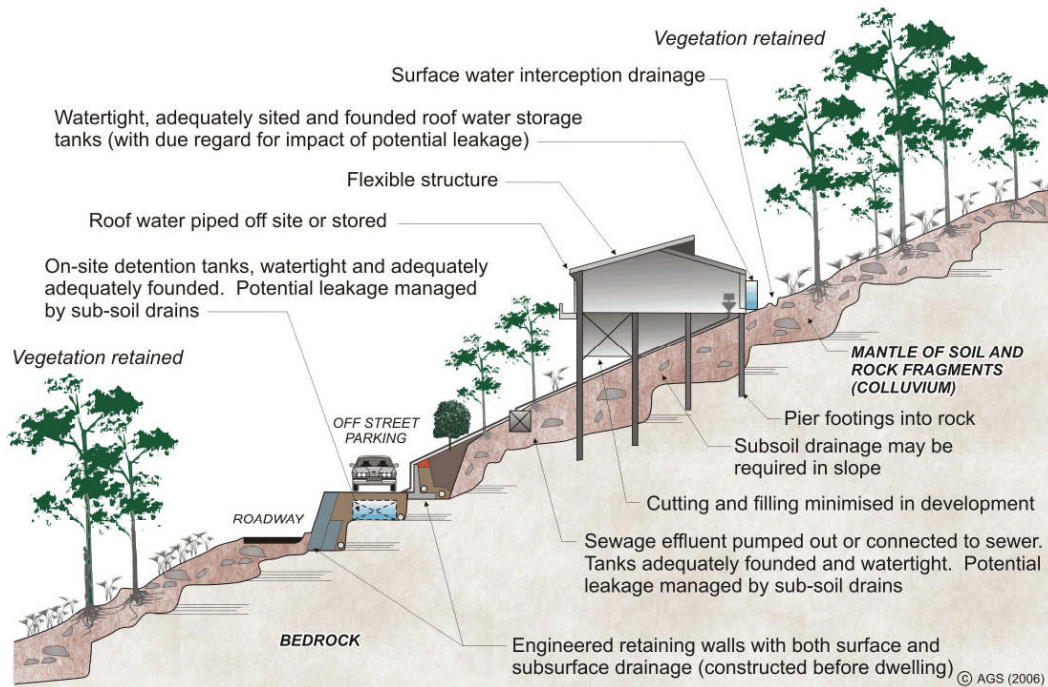 Vegetation retained
Surface water interception drainage
Watertight, adequately sited and founded roof water storage
tanks (with due regard for impact of potential leakage)
Flexible structure
Roof water piped off site or stored
On-site detention tanks, watertight and adequately
adequately founded. Potential leakage managed
by sub-soil drains
Vegetation retained
MANTLE OF SOIL AND
ROCK FRAGMENTS
(COLLUVIUM)
OFF STREET
PARKING
Pier footings into rock
Subsoil drainage may be
required in slope
Cutting and filling minimised in development
ROADWAY
Sewage effluent pumped out or connected to sewer.
Tanks adequately founded and watertight. Potential
leakage managed by sub-soil drains
BEDROCK
Engineered retaining walls with both surface and
subsurface drainage (constructed before dwelling)
© AGS (2006)